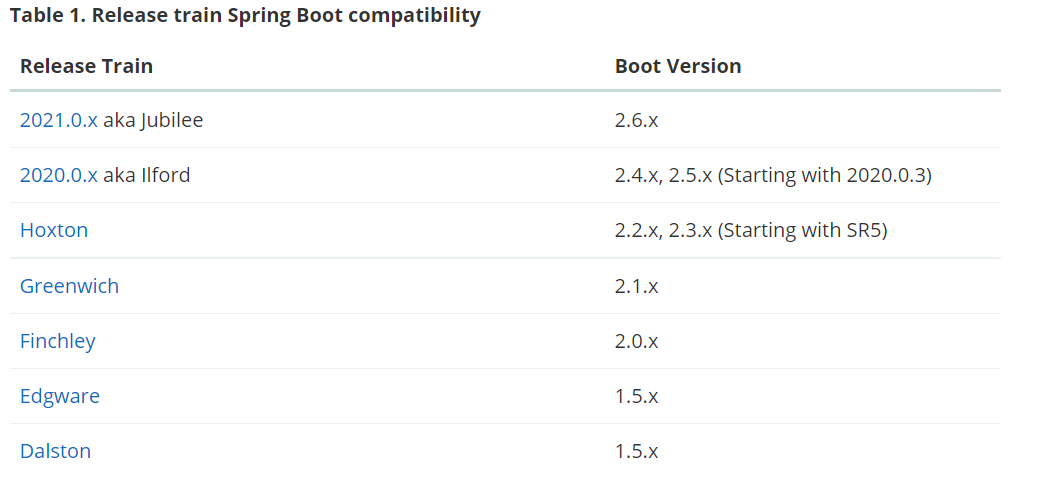 Table 1. Release train Spring Boot compatibility
Release Train Boot Version
2021.0.x aka Jubilee 2.6.x
2020.0.x aka Ilford 2.4.x, 2.5.x (Starting with 2020.0.3)
Hoxton 2.2.x, 2.3.x (Starting with SR5)
Greenwich 2.1.x
Finchley 2.0.x
Edgware 1.5.x
Dalston 1.5.x